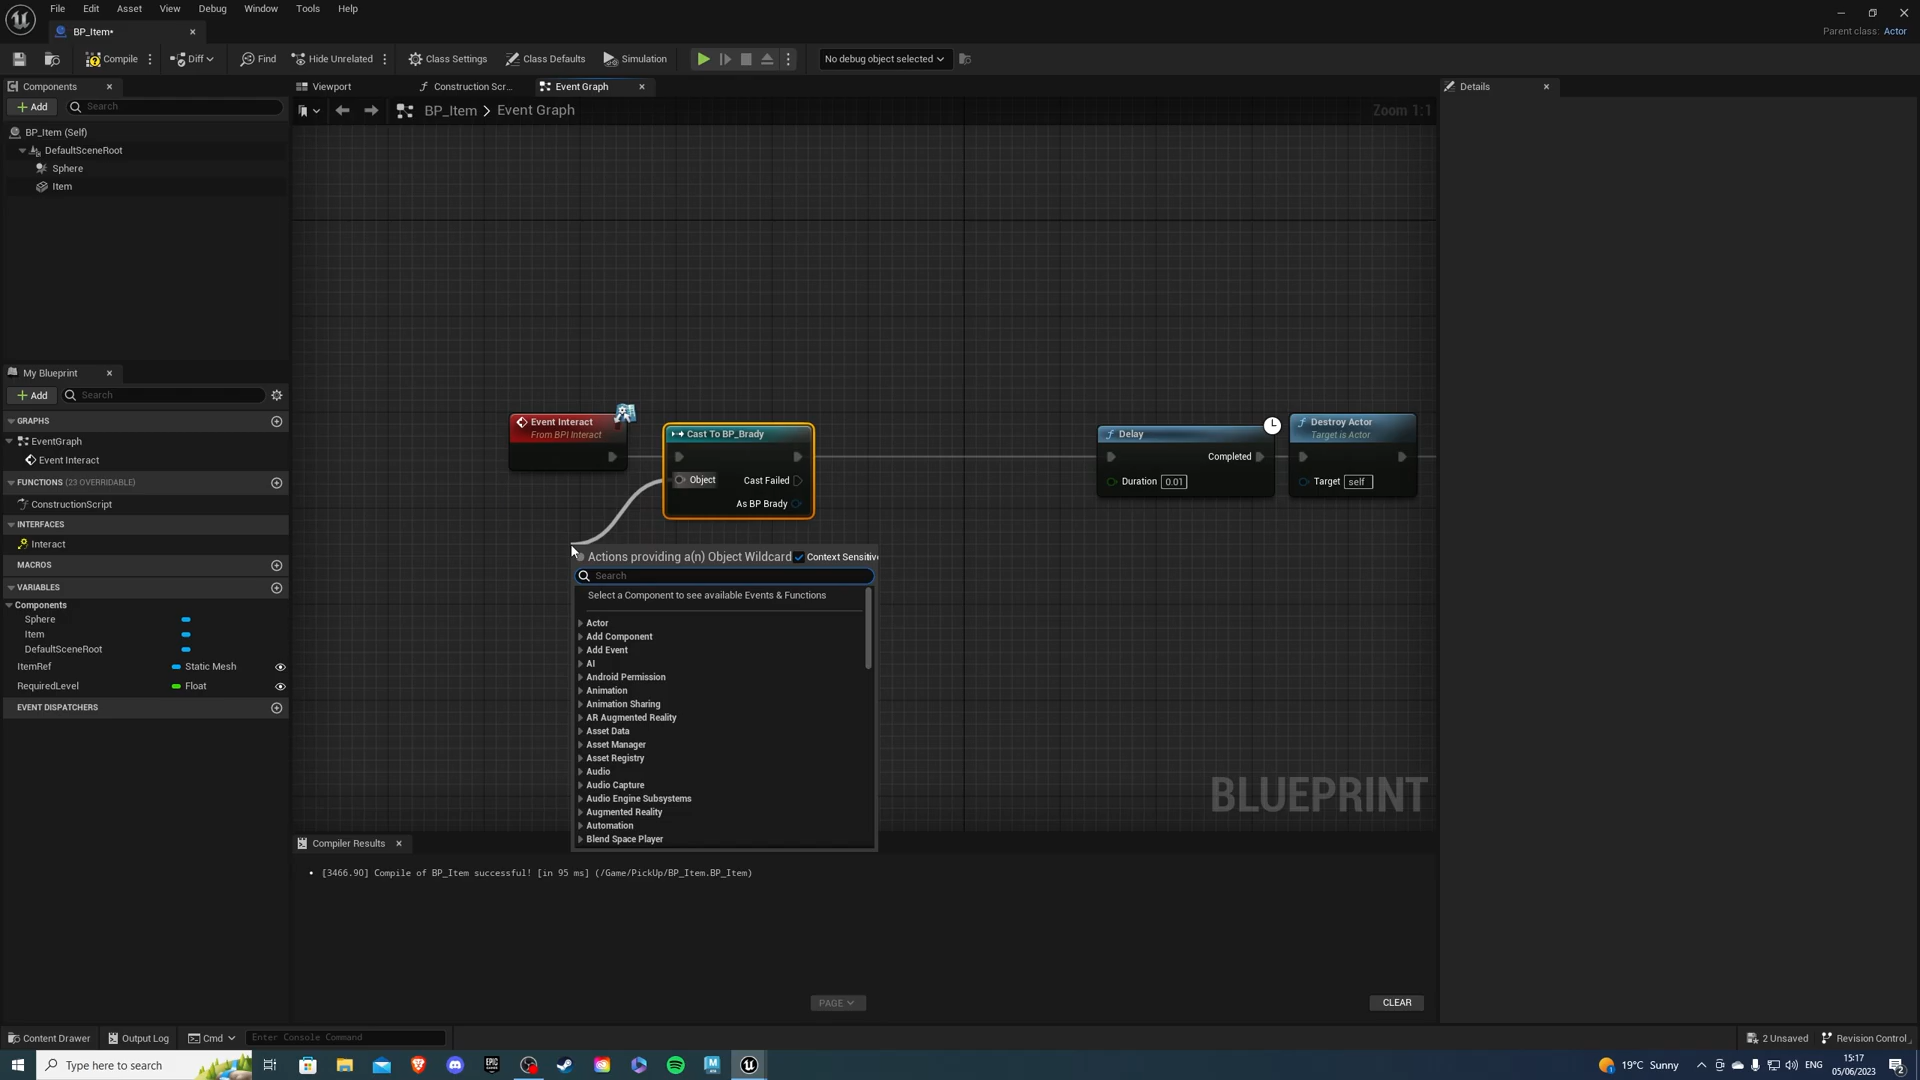 File Edit Asset View Debug Window Tools Help
BP_Item•
Parent class: Actor
Compile Diff Find Hide Unrelated Class Settings Class Defaults Simulation No debug object selected
Components Viewport Construction Scr... Event Graph Details
Add Search BP_Item > Event Graph Zoom 1:1
BP_Item (Self)
DefaultSceneRoot
Sphere
Item
My Blueprint
Add Search
GRAPHS
EventGraph
Event Interact
FUNCTIONS (23 OVERRIDABLE)
ConstructionScript
INTERFACES
Interact
MACROS
VARIABLES
Components
Sphere
Item
DefaultSceneRoot
ItemRef Static Mesh
RequiredLevel Float
EVENT DISPATCHERS
Event Interact
From BPI Interact
Cast To BP_Brady
Object
Cast Failed
As BP Brady
Delay
Completed
Duration 0.01
Destroy Actor
Target is Actor
Target self
Actions providing a(n) Object Wildcard Context Sensitive
Search
Select a Component to see available Events & Functions
Actor
Add Component
Add Event
AI
Android Permission
Animation
Animation Sharing
AR Augmented Reality
Asset Data
Asset Manager
Asset Registry
Audio
Audio Capture
Audio Engine Subsystems
Augmented Reality
Automation
Blend Space Player
BLUEPRINT
Compiler Results
• [3466.90] Compile of BP_Item successful! [in 95 ms] (/Game/PickUp/BP_Item.BP_Item)
PAGE CLEAR
Content Drawer Output Log Cmd Enter Console Command 2 Unsaved Revision Control
Type here to search EPIC GAMES M 19°C Sunny ENG 15:17
05/06/2023 2